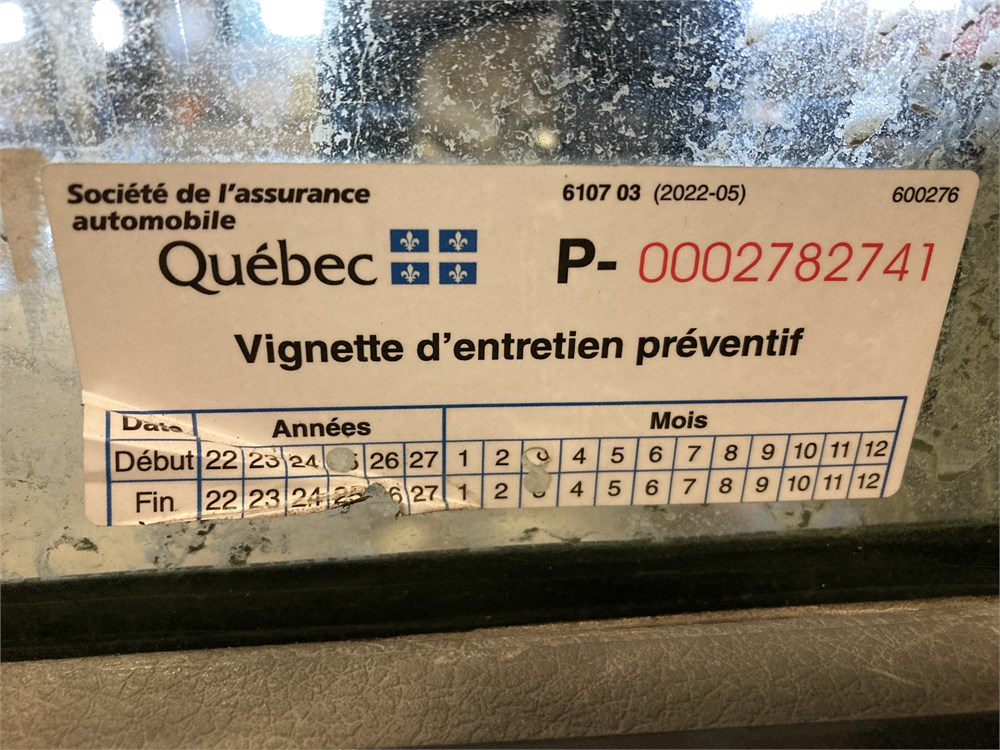 Société de l'assurance
automobile
Québec
6107 03 (2022-05)
600276
P- 0002782741
Vignette d'entretien préventif
Date Années Mois
Début 22 23 24 26 27 1 2 4 5 6 7 8 9 10 11 12
Fin 22 23 24 25 27 1 2 4 5 6 7 8 9 10 11 12